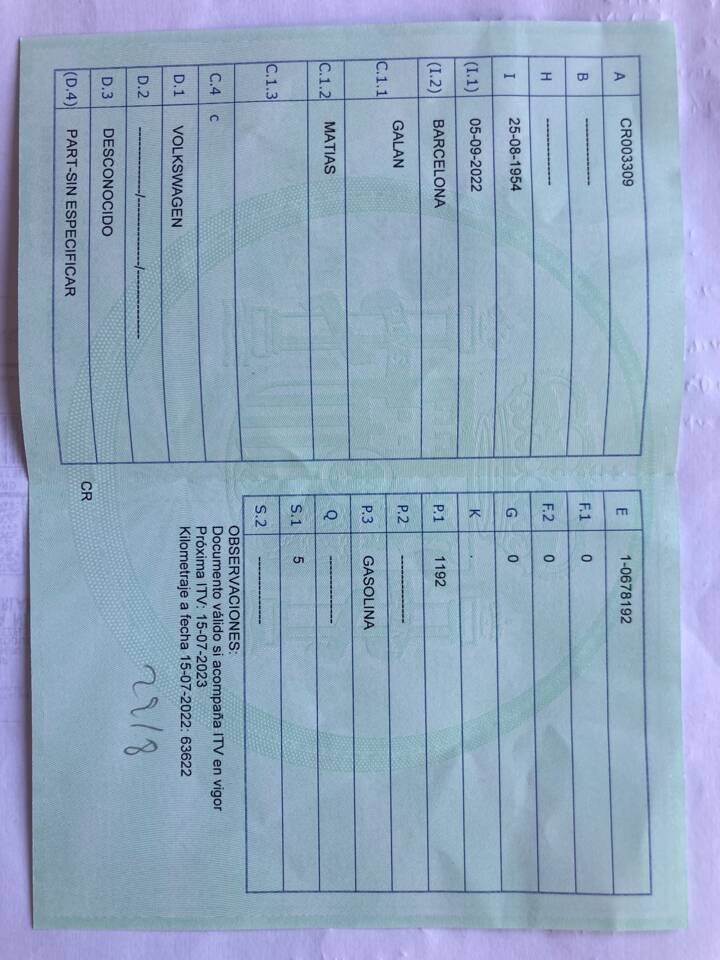 A CR003309
B ---------------
H -----------------
I 25-08-1954
(I.1) 05-09-2022
(I.2) BARCELONA
C.1.1 GALAN
C.1.2 MATIAS
C.1.3
C.4 c
D.1 VOLKSWAGEN
D.2 -----------------/------------------/------------------
D.3 DESCONOCIDO
(D.4) PART-SIN ESPECIFICAR
CR
E 1-0678192
F.1 0
F.2 0
G 0
K .
P.1 1192
P.2 -----------------
P.3 GASOLINA
Q -----------------
S.1 5
S.2 -----------------
OBSERVACIONES:
Documento válido si acompaña ITV en vigor
Próxima ITV: 15-07-2023
Kilometraje a fecha 15-07-2022: 63622